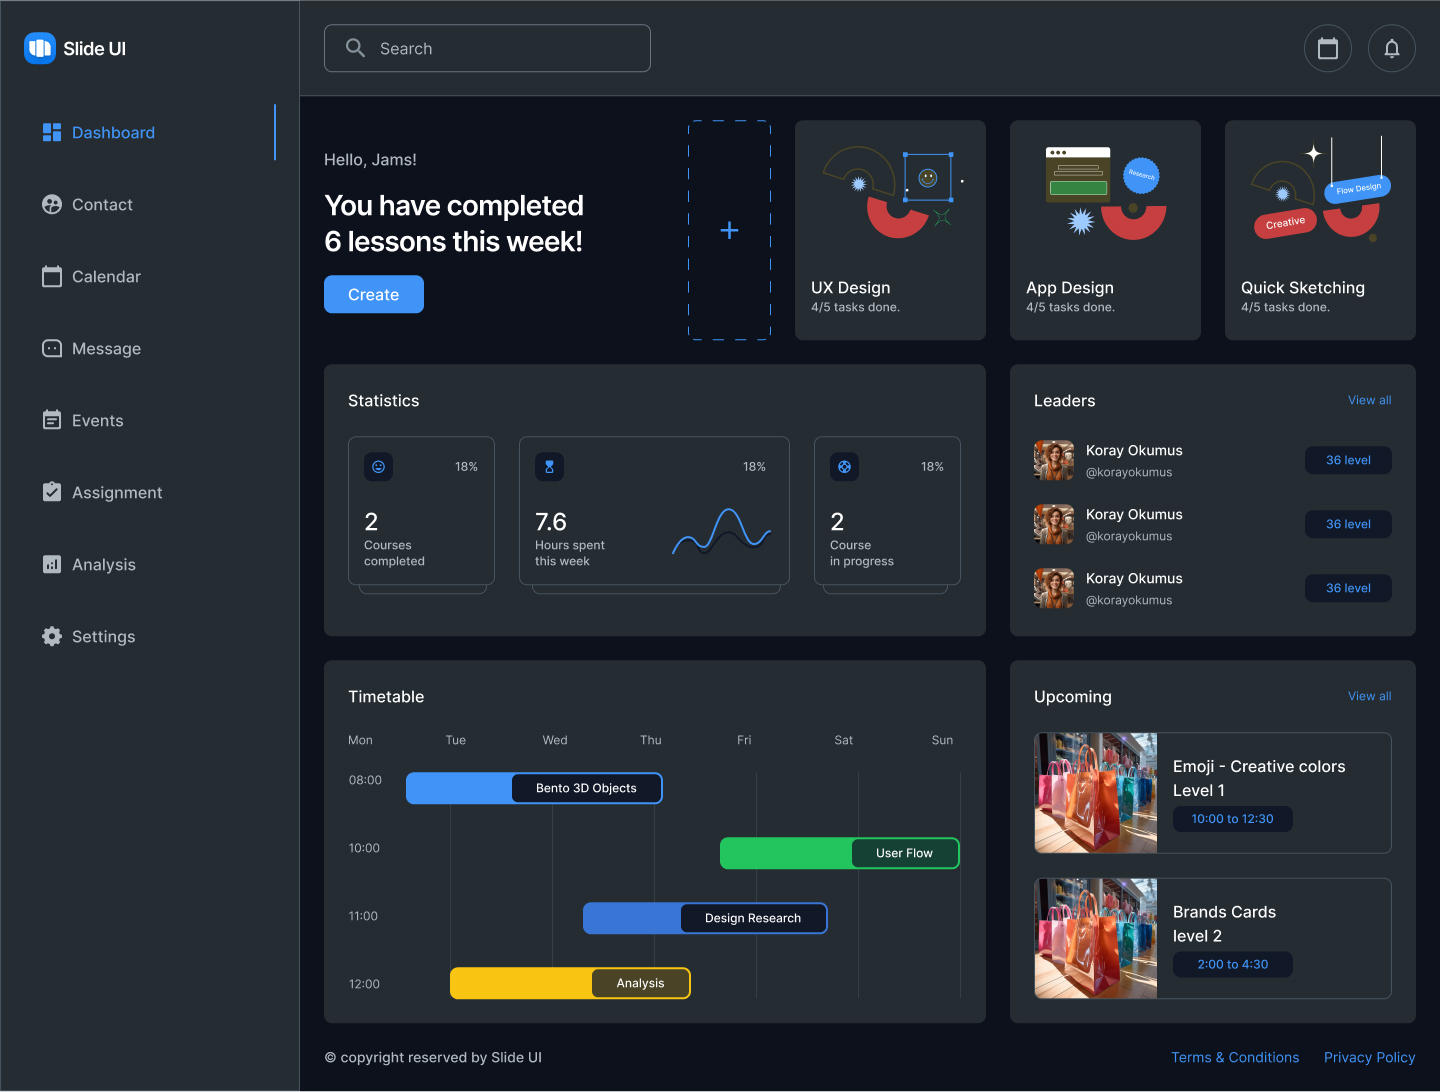 Slide UI
Search
Dashboard
Contact
Calendar
Message
Events
Assignment
Analysis
Settings
Hello, Jams!
You have completed
6 lessons this week!
Create
+
UX Design
4/5 tasks done.
Research
App Design
4/5 tasks done.
Flow Design
Creative
Quick Sketching
4/5 tasks done.
Statistics
18%
2
Courses
completed
18%
7.6
Hours spent
this week
18%
2
Course
in progress
Leaders
View all
Koray Okumus
@korayokumus
36 level
Koray Okumus
@korayokumus
36 level
Koray Okumus
@korayokumus
36 level
Timetable
Mon Tue Wed Thu Fri Sat Sun
08:00
Bento 3D Objects
10:00
User Flow
11:00
Design Research
12:00
Analysis
Upcoming
View all
Emoji - Creative colors
Level 1
10:00 to 12:30
Brands Cards
level 2
2:00 to 4:30
© copyright reserved by Slide UI
Terms & Conditions
Privacy Policy